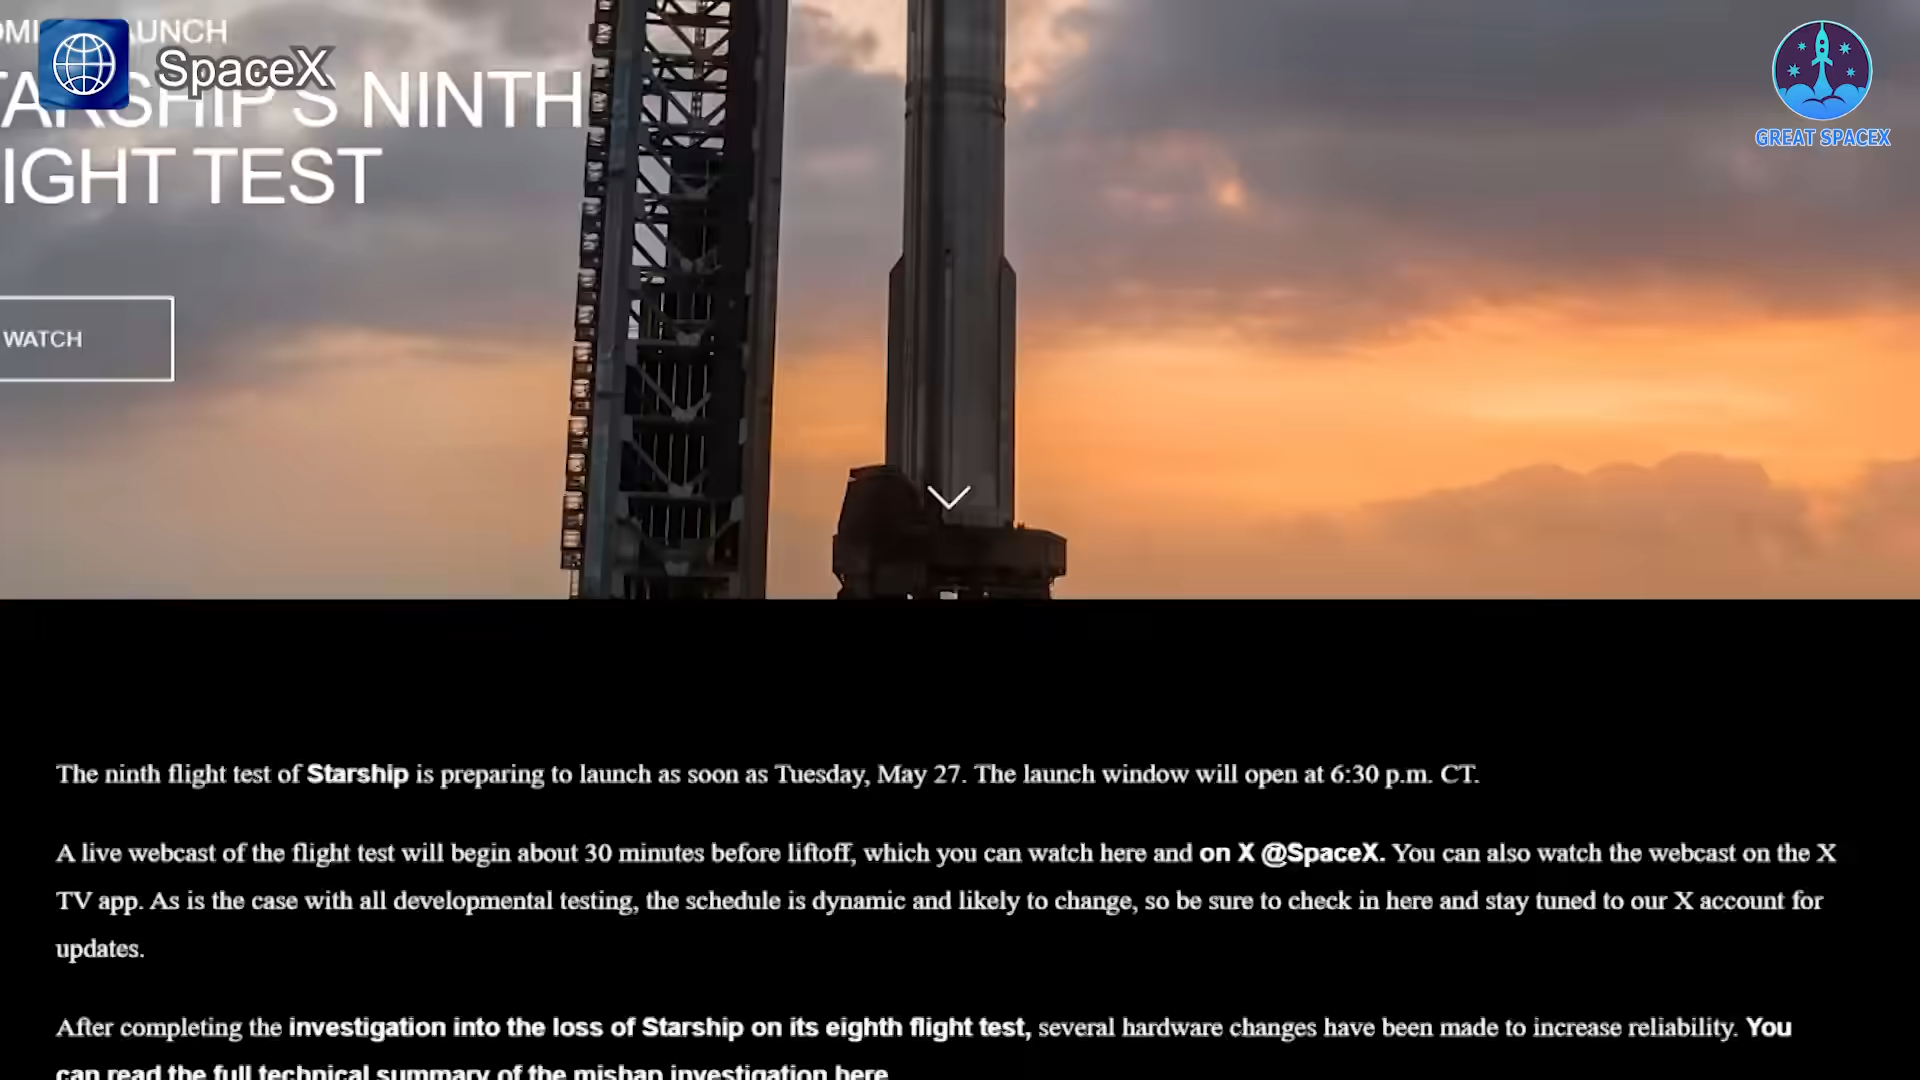 LAUNCH
SpaceX
GREAT SPACEX
NINTH
TEST
WATCH
The ninth flight test of Starship is preparing to launch as soon as Tuesday, May 27. The launch window will open at 6:30 p.m. CT.
A live webcast of the flight test will begin about 30 minutes before liftoff, which you can watch here and on X @SpaceX. You can also watch the webcast on the X
TV app. As is the case with all developmental testing, the schedule is dynamic and likely to change, so be sure to check in here and stay tuned to our X account for
updates.
After completing the investigation into the loss of Starship on its eighth flight test, several hardware changes have been made to increase reliability. You
can read the full technical summary of the mishap investigation here